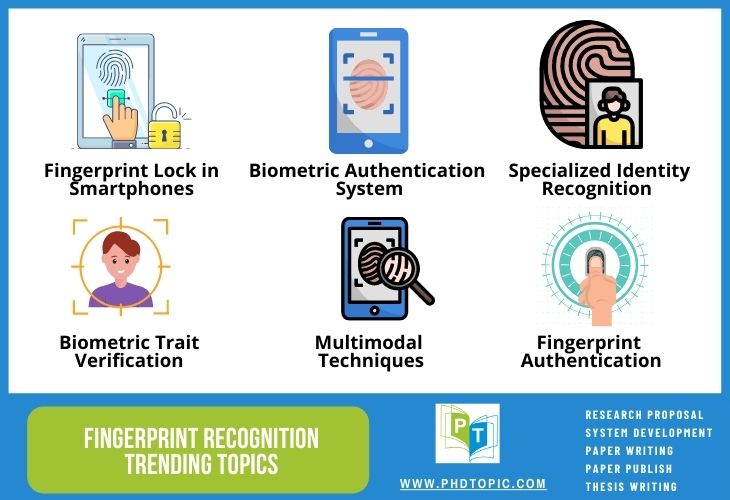 Fingerprint Lock in
Smartphones
Biometric Authentication
System
Specialized Identity
Recognition
Biometric Trait
Verification
Multimodal
Techniques
Fingerprint
Authentication
FINGERPRINT RECOGNITION
TRENDING TOPICS
P T
WWW.PHDTOPIC.COM
RESEARCH PROPOSAL
SYSTEM DEVELOPMENT
PAPER WRITING
PAPER PUBLISH
THESIS WRITING